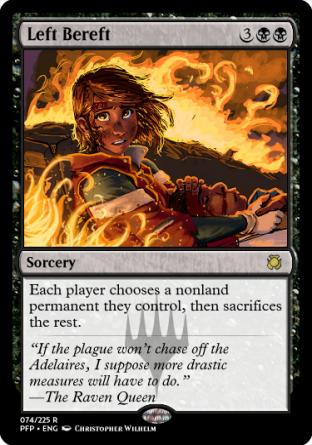 Left Bereft 3
Sorcery
Each player chooses a nonland
permanent they control, then sacrifices
the rest.
“If the plague won’t chase off the
Adelaires, I suppose more drastic
measures will have to do.”
—The Raven Queen
074/225 R
PFP • ENG Christopher Wilhelm